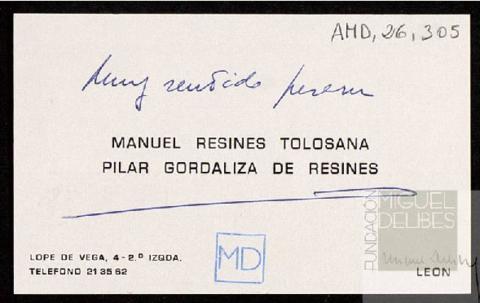 AMD, 26, 305
Muy sentido pesame
MANUEL RESINES TOLOSANA
PILAR GORDALIZA DE RESINES
FUNDACIÓN
MIGUEL
DELIBES
LOPE DE VEGA, 4-2.º IZQDA.
TELEFONO 21 35 62
MD
LEON